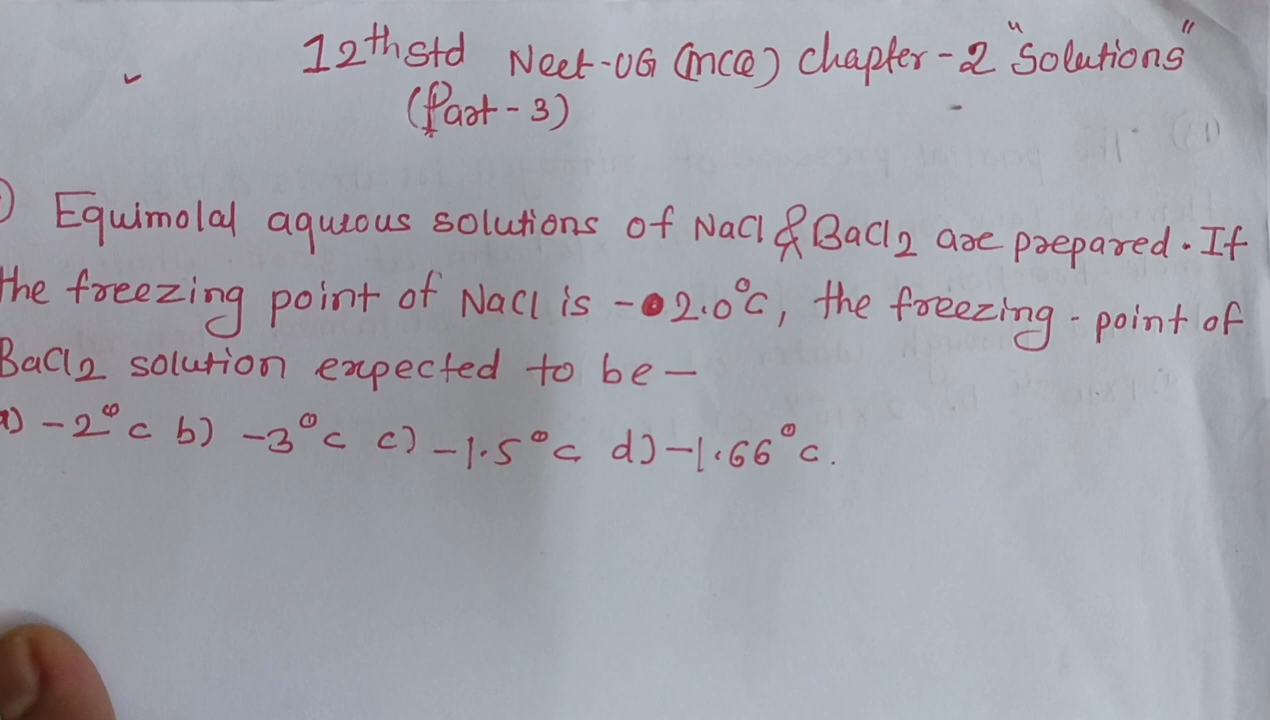 12th Std Neet-UG (MCQ) Chapter-2 "Solutions"
(Part-3)
) Equimolal aqueous solutions of NaCl & BaCl2 are prepared. If
the freezing point of NaCl is -2.0°C, the freezing-point of
BaCl2 solution expected to be –
a) -2°C b) -3°C c) -1.5°C d) -1.66°C.